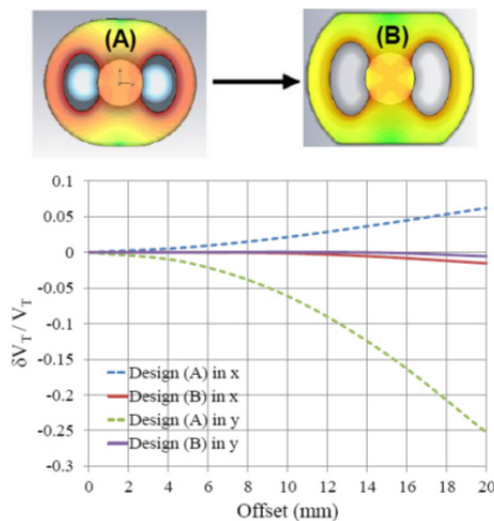 (A)
(B)
0.1
0.05
0
-0.05
-0.1
-0.15
-0.2
-0.25
-0.3
δV_T / V_T
Design (A) in x
Design (B) in x
Design (A) in y
Design (B) in y
0 2 4 6 8 10 12 14 16 18 20
Offset (mm)